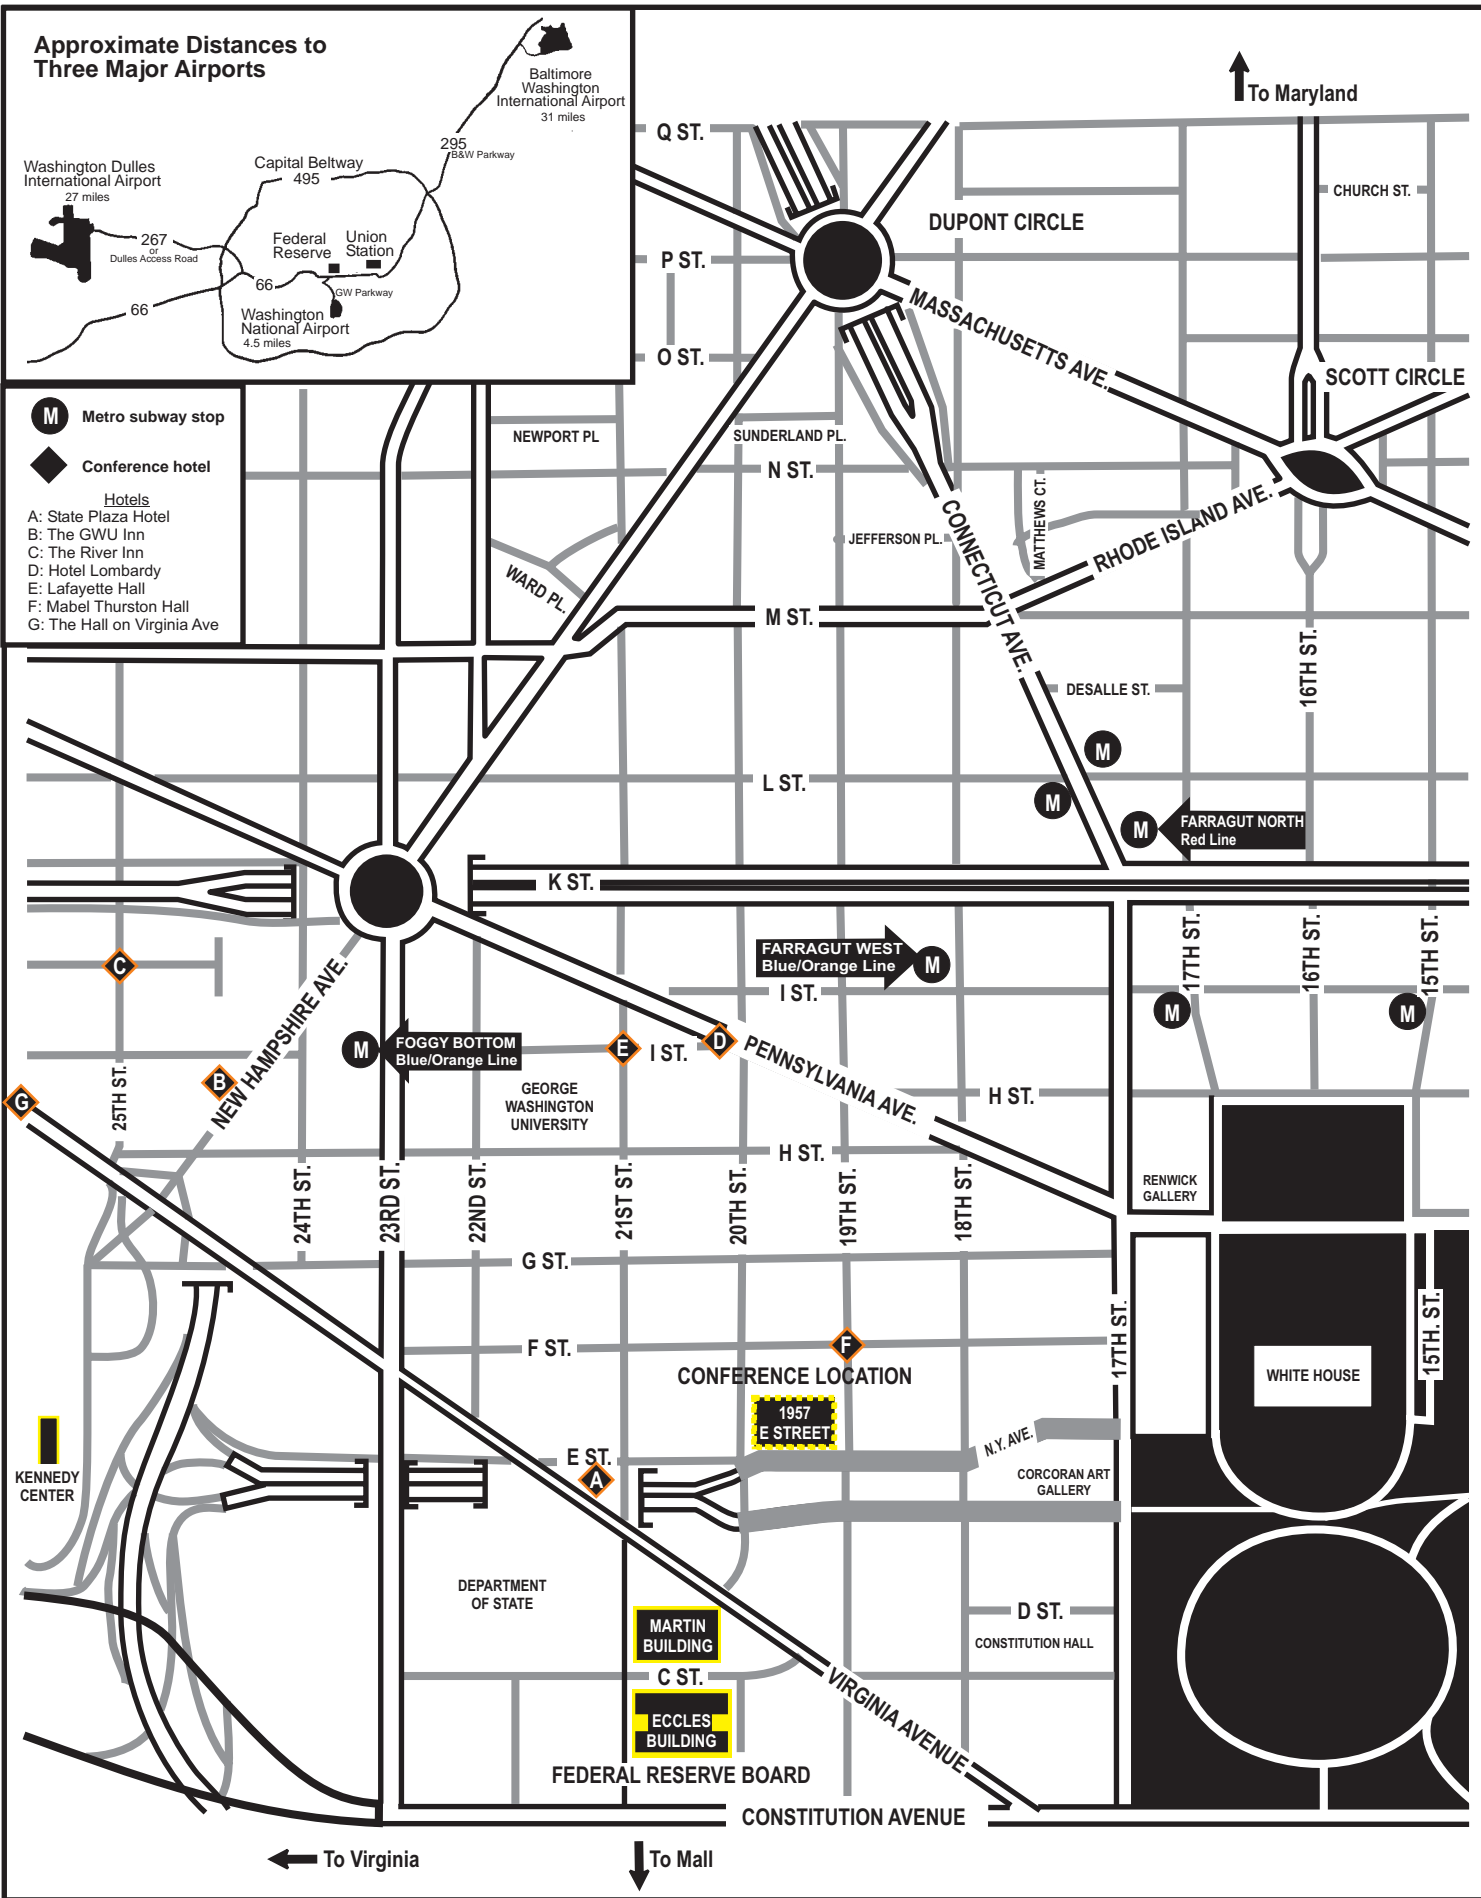 Approximate Distances to
Three Major Airports
Baltimore
Washington
International Airport
31 miles
295
B&W Parkway
Capital Beltway
495
Washington Dulles
International Airport
27 miles
267
or
Dulles Access Road
Federal
Reserve
Union
Station
66
GW Parkway
66
Washington
National Airport
4.5 miles
M Metro subway stop
Conference hotel
Hotels
A: State Plaza Hotel
B: The GWU Inn
C: The River Inn
D: Hotel Lombardy
E: Lafayette Hall
F: Mabel Thurston Hall
G: The Hall on Virginia Ave
To Maryland
Q ST.
CHURCH ST.
DUPONT CIRCLE
P ST.
MASSACHUSETTS AVE.
O ST.
SCOTT CIRCLE
NEWPORT PL
SUNDERLAND PL.
N ST.
MATTHEWS CT.
RHODE ISLAND AVE.
CONNECTICUT AVE.
JEFFERSON PL.
WARD PL.
M ST.
16TH ST.
DESALLE ST.
M
L ST.
M
M
FARRAGUT NORTH
Red Line
K ST.
17TH ST.
16TH ST.
15TH ST.
FARRAGUT WEST
Blue/Orange Line
M
C
I ST.
NEW HAMPSHIRE AVE.
M
M
M
FOGGY BOTTOM
Blue/Orange Line
E
I ST.
D
PENNSYLVANIA AVE.
B
G
25TH ST.
GEORGE
WASHINGTON
UNIVERSITY
H ST.
H ST.
24TH ST.
23RD ST.
22ND ST.
21ST ST.
20TH ST.
19TH ST.
18TH ST.
RENWICK
GALLERY
G ST.
17TH ST.
15TH. ST.
F ST.
F
CONFERENCE LOCATION
WHITE HOUSE
1957
E STREET
N.Y. AVE.
E ST.
A
KENNEDY
CENTER
CORCORAN ART
GALLERY
DEPARTMENT
OF STATE
MARTIN
BUILDING
D ST.
CONSTITUTION HALL
C ST.
VIRGINIA AVENUE
ECCLES
BUILDING
FEDERAL RESERVE BOARD
CONSTITUTION AVENUE
To Virginia
To Mall